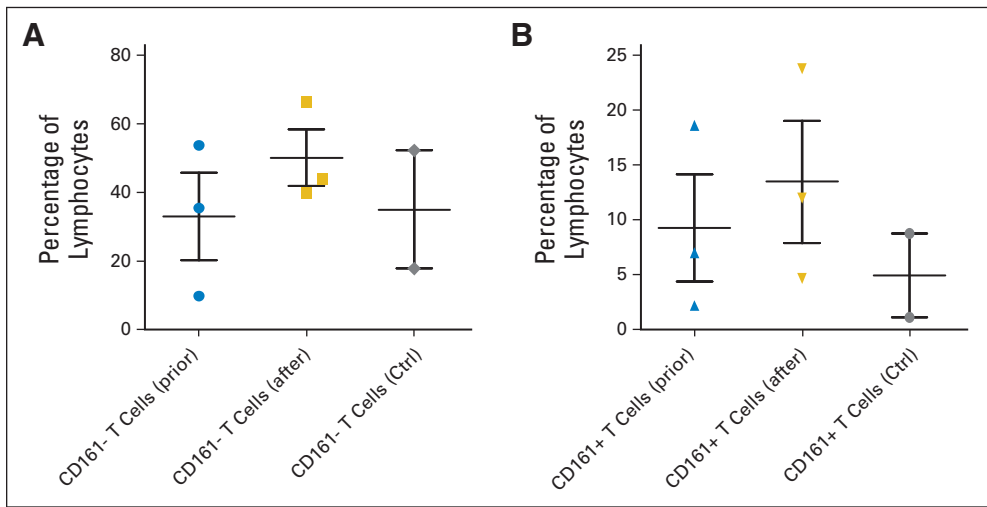 A
Percentage of
Lymphocytes
80
60
40
20
0
CD161- T Cells (prior)
CD161- T Cells (after)
CD161- T Cells (Ctrl)
B
Percentage of
Lymphocytes
25
20
15
10
5
0
CD161+ T Cells (prior)
CD161+ T Cells (after)
CD161+ T Cells (Ctrl)